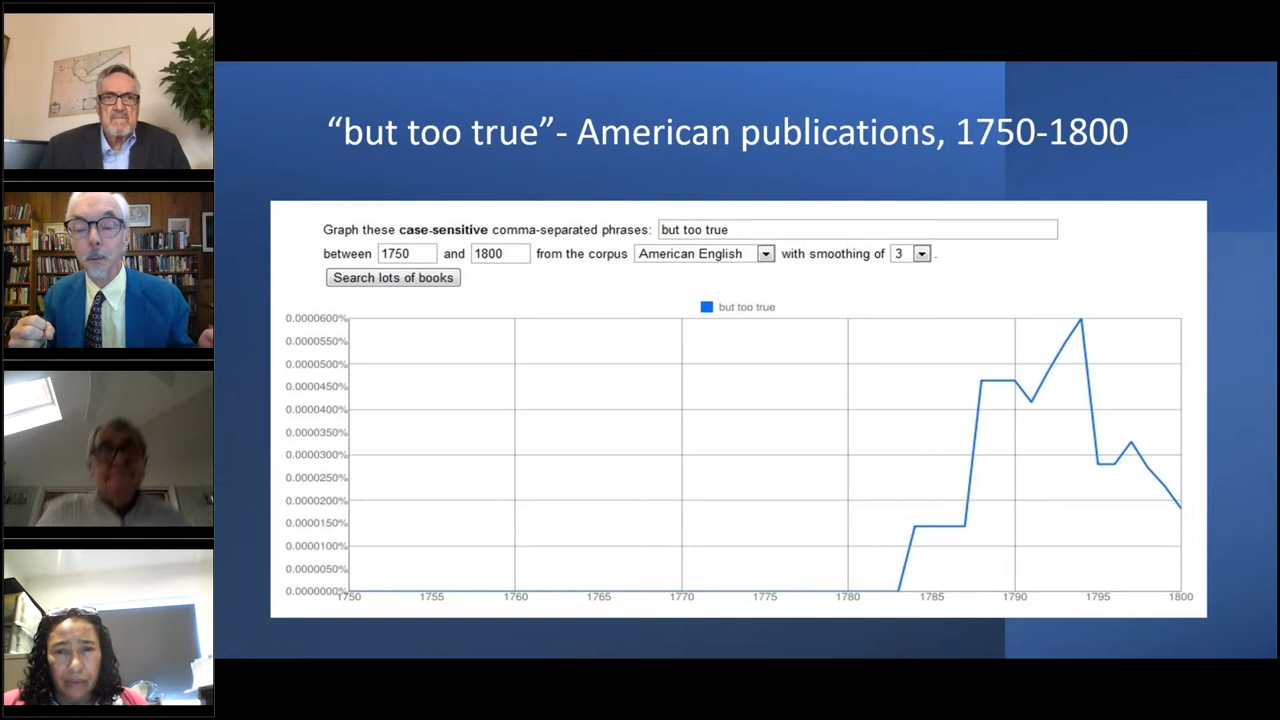 “but too true”- American publications, 1750-1800
Graph these case-sensitive comma-separated phrases: but too true
between 1750 and 1800 from the corpus American English with smoothing of 3 .
Search lots of books
but too true
0.0000600%
0.0000550%
0.0000500%
0.0000450%
0.0000400%
0.0000350%
0.0000300%
0.0000250%
0.0000200%
0.0000150%
0.0000100%
0.0000050%
0.0000000%
1750 1755 1760 1765 1770 1775 1780 1785 1790 1795 1800